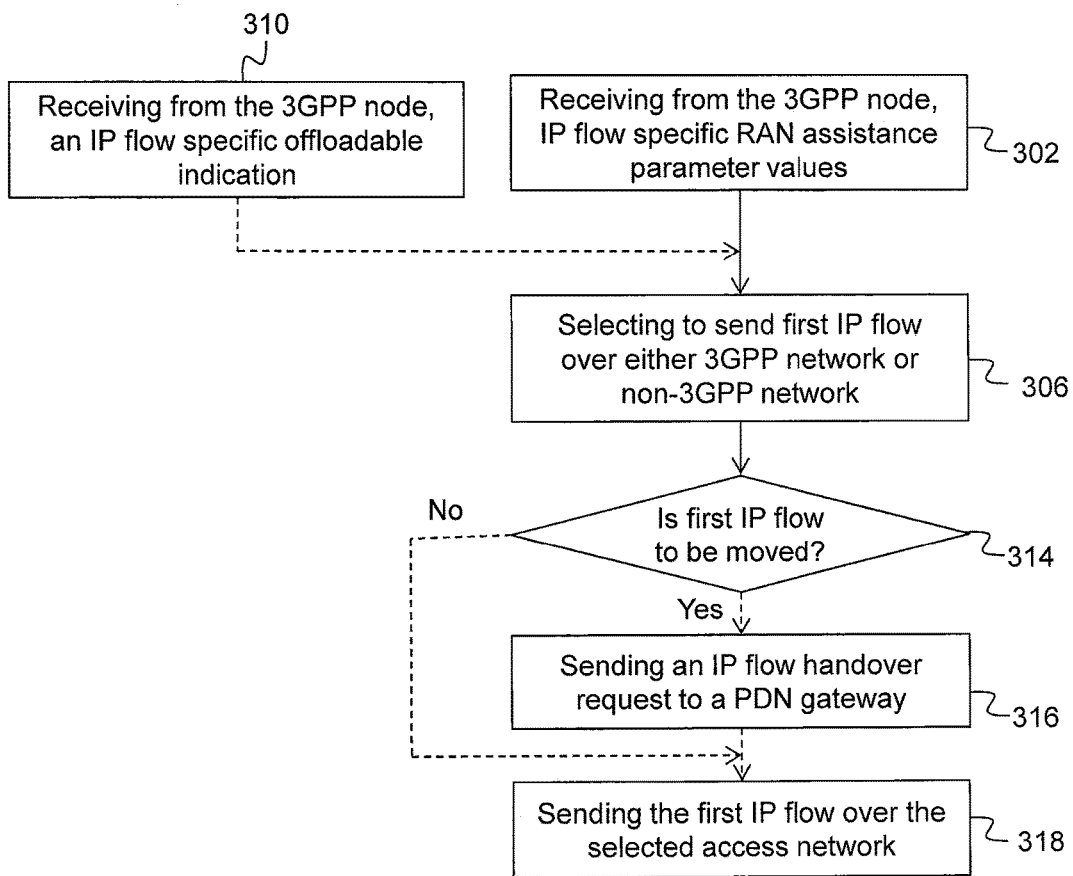 310
Receiving from the 3GPP node,
an IP flow specific offloadable
indication
Receiving from the 3GPP node,
IP flow specific RAN assistance
parameter values
302
Selecting to send first IP flow
over either 3GPP network or
non-3GPP network
306
No
Is first IP flow
to be moved?
314
Yes
Sending an IP flow handover
request to a PDN gateway
316
Sending the first IP flow over the
selected access network
318